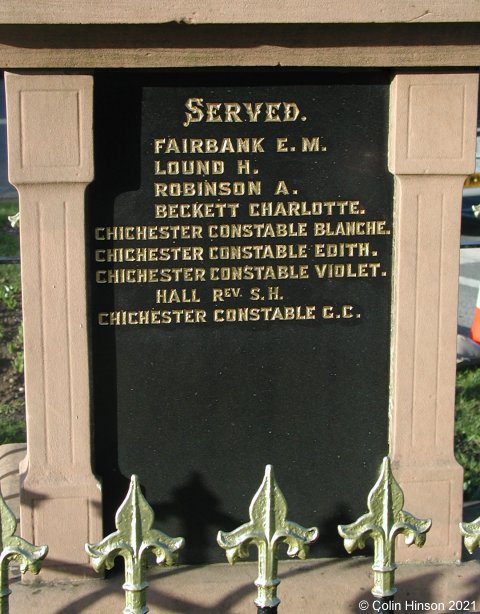 SERVED.
FAIRBANK E. M.
LOUND H.
ROBINSON A.
BECKETT CHARLOTTE.
CHICHESTER CONSTABLE BLANCHE.
CHICHESTER CONSTABLE EDITH.
CHICHESTER CONSTABLE VIOLET.
HALL REV. S. H.
CHICHESTER CONSTABLE G. C.
©Colin Hinson 2021